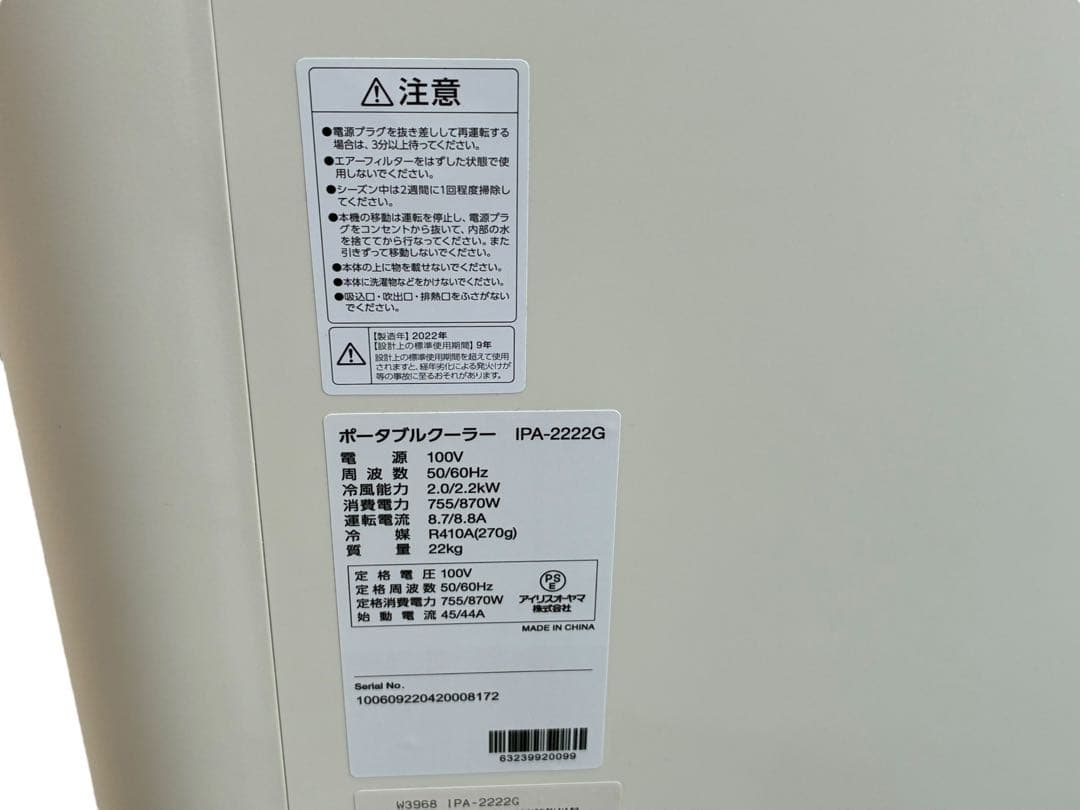 ⚠注意
●電源プラグを抜き差しして再運転する
場合は、3分以上待ってください。
●エアーフィルターをはずした状態で使
用しないでください。
●シーズン中は2週間に1回程度掃除し
てください。
●本機の移動は運転を停止し、電源プラ
グをコンセントから抜いて、内部の水
を捨ててから行なってください。また
引きずって移動しないでください。
●本体の上に物を載せないでください。
●本体に洗濯物などをかけないでください。
●吸込口・吹出口・排熱口をふさがない
でください。
【製造年】2022年
【設計上の標準使用期間】9年
設計上の標準使用期間を超えて使用
されますと、経年劣化による発火けが
等の事故に至るおそれがあります。
ポータブルクーラー IPA-2222G
電源 100V
周波数 50/60Hz
冷風能力 2.0/2.2kW
消費電力 755/870W
運転電流 8.7/8.8A
冷媒 R410A(270g)
質量 22kg
定格電圧 100V
定格周波数 50/60Hz
定格消費電力 755/870W
始動電流 45/44A
PS
E
アイリスオーヤマ
株式会社
MADE IN CHINA
Serial No.
100609220420008172
63239920099
W3968 IPA-2222G